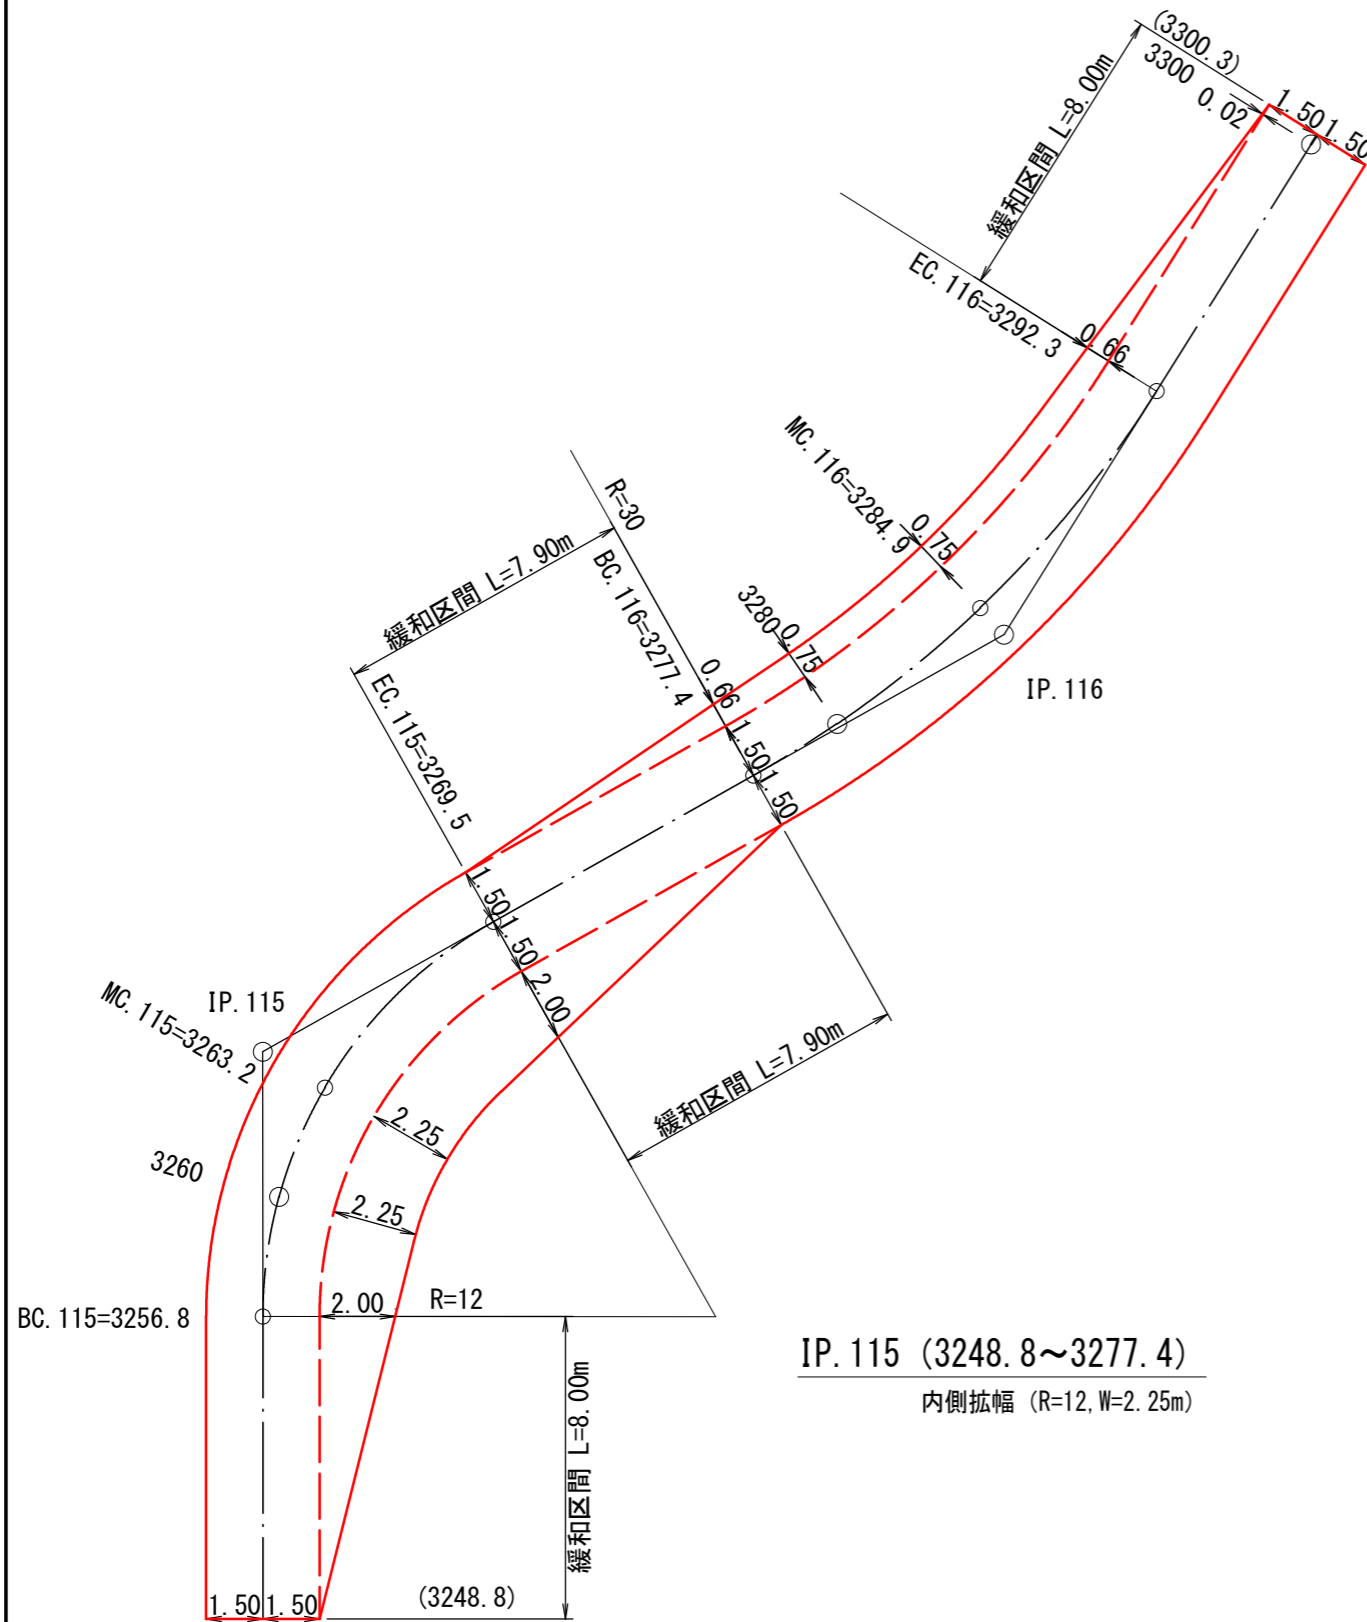 (3300.3)
3300
0.02
1.50
1.50
緩和区間 L=8.00m
EC.116=3292.3
0.66
MC.116=3284.9
0.75
R=30
緩和区間 L=7.90m
BC.116=3277.4
3280
0.75
0.66
1.50
1.50
IP.116
EC.115=3269.5
1.50
1.50
2.00
IP.115
MC.115=3263.2
緩和区間 L=7.90m
2.25
3260
2.25
BC.115=3256.8
2.00
R=12
IP.115 (3248.8~3277.4)
内側拡幅 (R=12,W=2.25m)
緩和区間 L=8.00m
1.50
1.50
(3248.8)